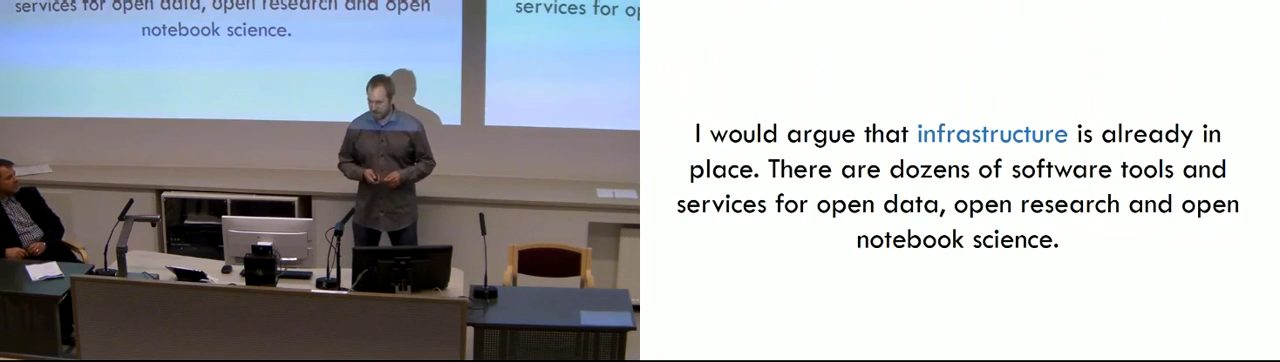 services for open data, open research and open
notebook science.
services for op
I would argue that infrastructure is already in
place. There are dozens of software tools and
services for open data, open research and open
notebook science.